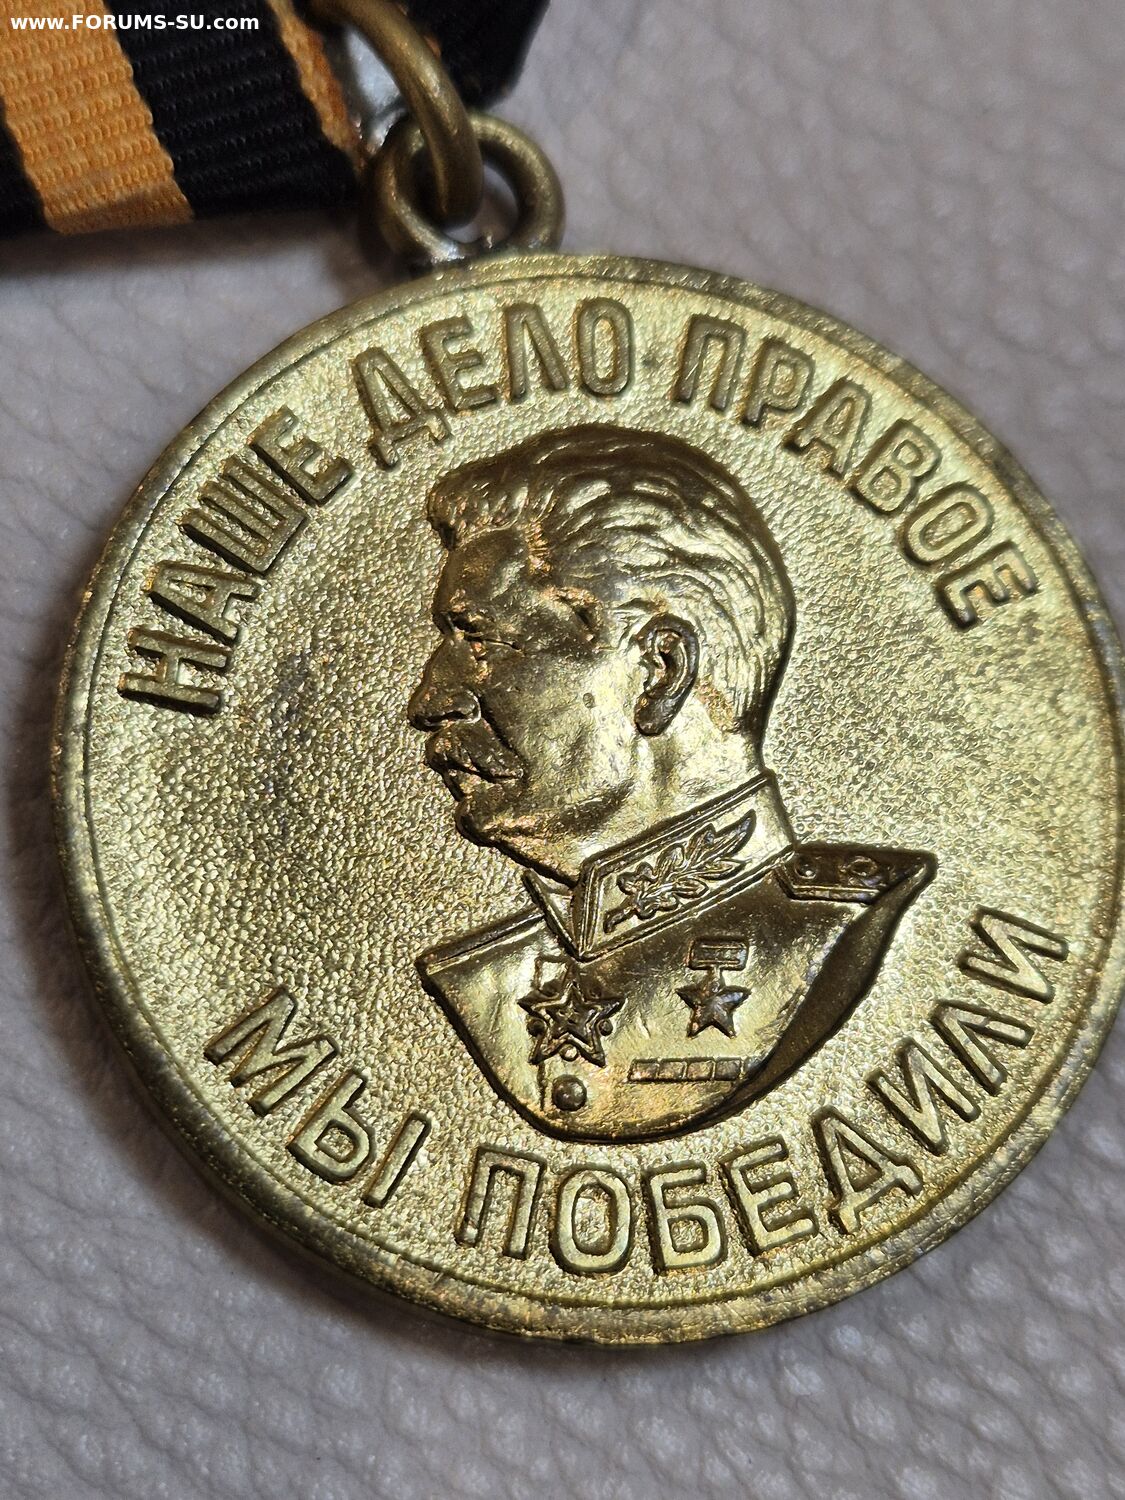 www.FORUMS-SU.com
НАШЕ ДЕЛО ПРАВОЕ
МЫ ПОБЕДИЛИ